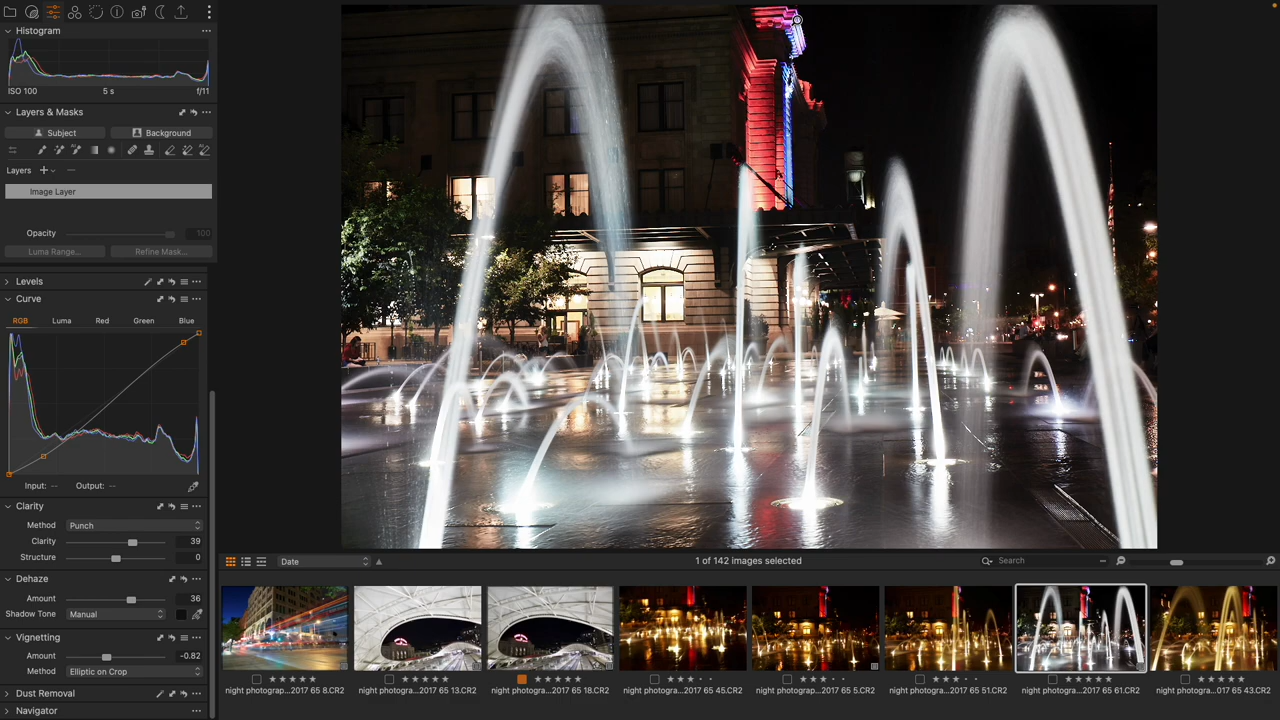 Histogram
ISO 100 5 s f/11
Layers & Masks
Subject Background
Layers
Image Layer
Opacity 100
Luma Range... Refine Mask...
Levels
Curve
RGB Luma Red Green Blue
Input: -- Output: --
Clarity
Method Punch
Clarity 39
Structure 0
Dehaze
Amount 36
Shadow Tone Manual
Vignetting
Amount -0.82
Method Elliptic on Crop
Dust Removal
Navigator
Date
1 of 142 images selected
Search
night photograp...2017 65 8.CR2
night photogra...2017 65 13.CR2
night photogra...2017 65 18.CR2
night photogra...2017 65 45.CR2
night photograp...2017 65 5.CR2
night photogra...2017 65 51.CR2
night photogra...2017 65 61.CR2
night photogra...017 65 43.CR2